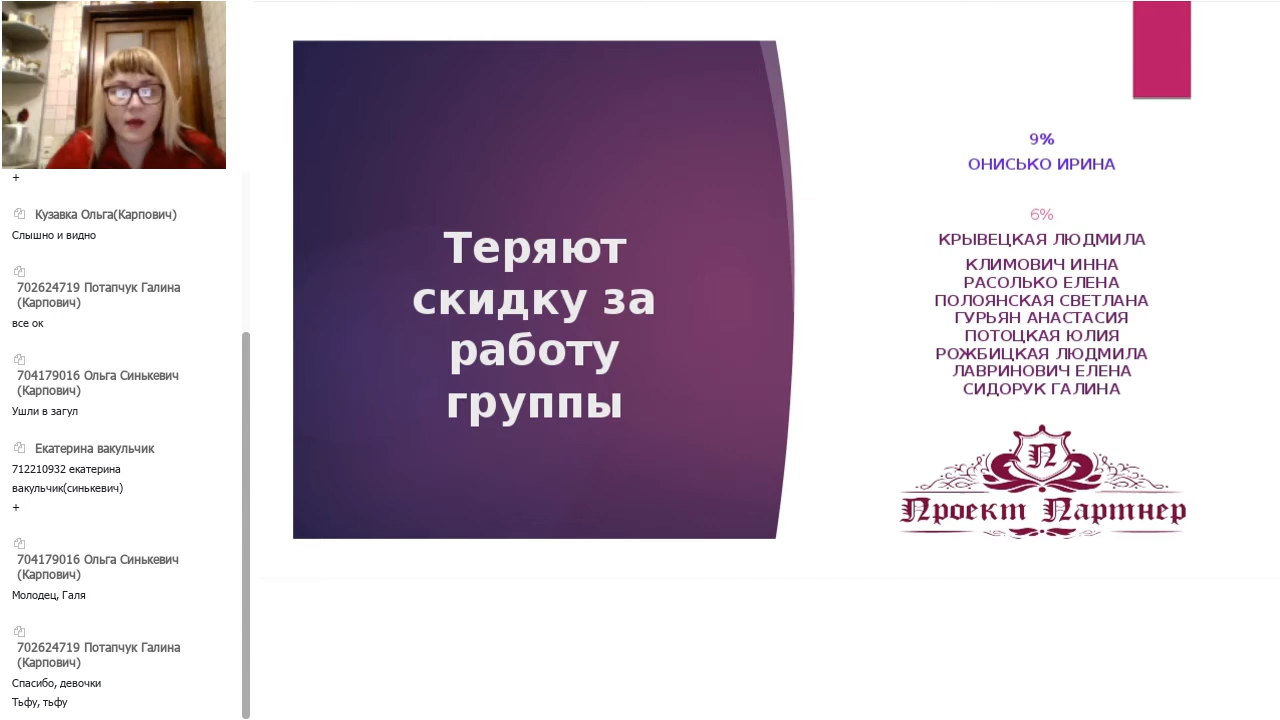 +
Кузавка Ольга(Карпович)
Слышно и видно
702624719 Потапчук Галина
(Карпович)
все ок
704179016 Ольга Синькевич
(Карпович)
Ушли в загул
Екатерина вакульчик
712210932 екатерина
вакульчик(синькевич)
+
704179016 Ольга Синькевич
(Карпович)
Молодец, Галя
702624719 Потапчук Галина
(Карпович)
Спасибо, девочки
Тьфу, тьфу
Теряют
скидку за
работу
группы
9%
ОНИСЬКО ИРИНА
6%
КРЫВЕЦКАЯ ЛЮДМИЛА
КЛИМОВИЧ ИННА
РАСОЛЬКО ЕЛЕНА
ПОЛОЯНСКАЯ СВЕТЛАНА
ГУРЬЯН АНАСТАСИЯ
ПОТОЦКАЯ ЮЛИЯ
РОЖБИЦКАЯ ЛЮДМИЛА
ЛАВРИНОВИЧ ЕЛЕНА
СИДОРУК ГАЛИНА
П
Проект Партнер